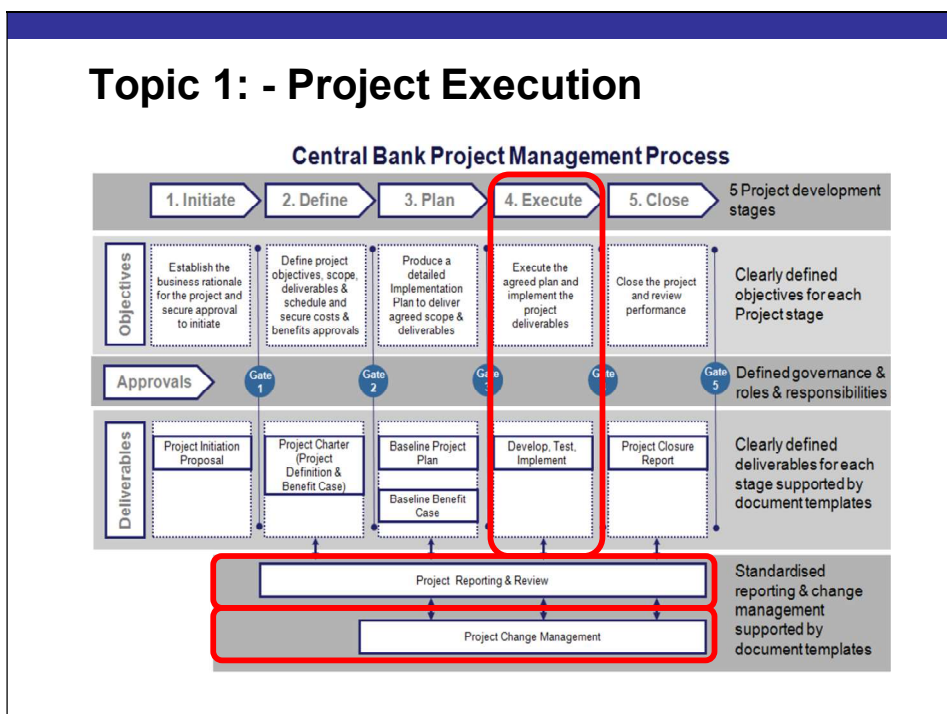 Topic 1: - Project Execution
Central Bank Project Management Process
1. Initiate
2. Define
3. Plan
4. Execute
5. Close
5 Project development
stages
Objectives
Establish the
business rationale
for the project and
secure approval
to initiate
Define project
objectives, scope,
deliverables &
schedule and
secure costs &
benefits approvals
Produce a
detailed
Implementation
Plan to deliver
agreed scope &
deliverables
Execute the
agreed plan and
implement the
project
deliverables
Close the project
and review
performance
Clearly defined
objectives for each
Project stage
Approvals
Gate
1
Gate
2
Gate
5
Defined governance &
roles & responsibilities
Deliverables
Project Initiation
Proposal
Project Charter
(Project
Definition &
Benefit Case)
Baseline Project
Plan
Baseline Benefit
Case
Develop, Test,
Implement
Project Closure
Report
Clearly defined
deliverables for each
stage supported by
document templates
Project Reporting & Review
Project Change Management
Standardised
reporting & change
management
supported by
document templates